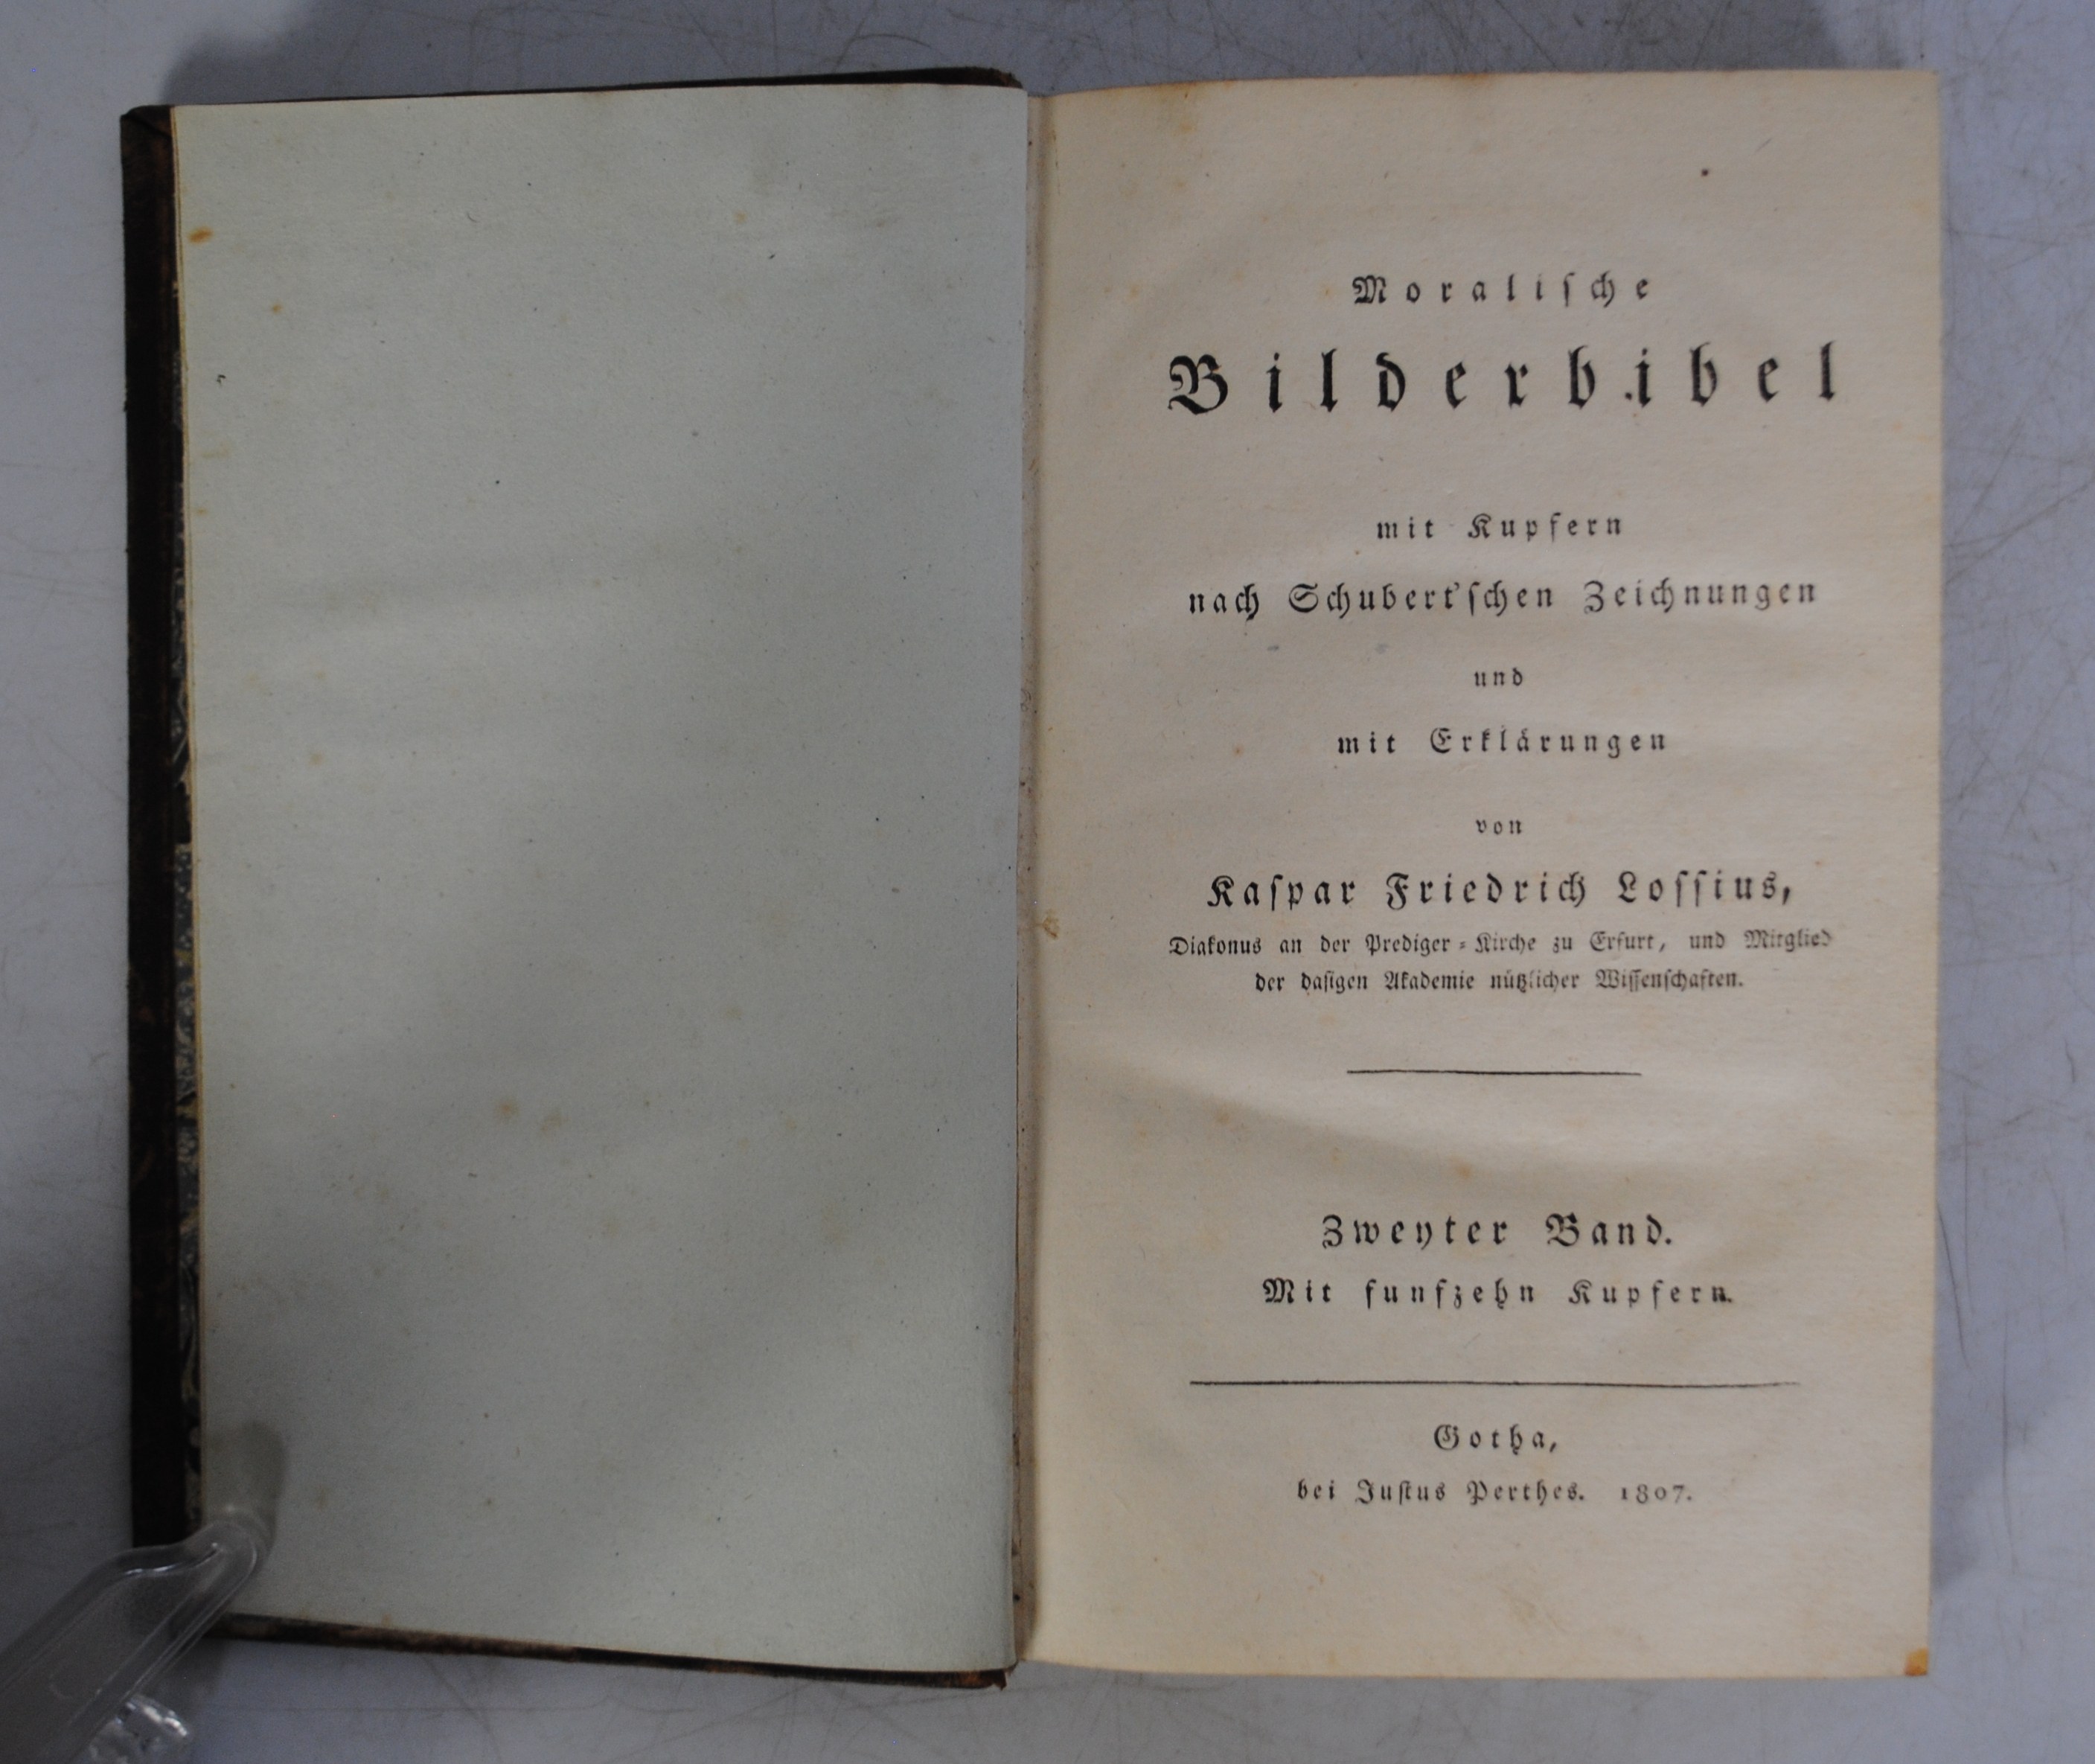 Moraliſche
Bilderbibel
mit Kupfern
nach Schubert'ſchen Zeichnungen
und
mit Erklärungen
von
Kaſpar Friedrich Loſſius,
Diakonus an der Prediger-Kirche zu Erfurt, und Mitglied
der daſigen Akademie nützlicher Wiſſenſchaften.
Zweyter Band.
Mit funfzehn Kupfern.
Gotha,
bei Juſtus Perthes. 1807.